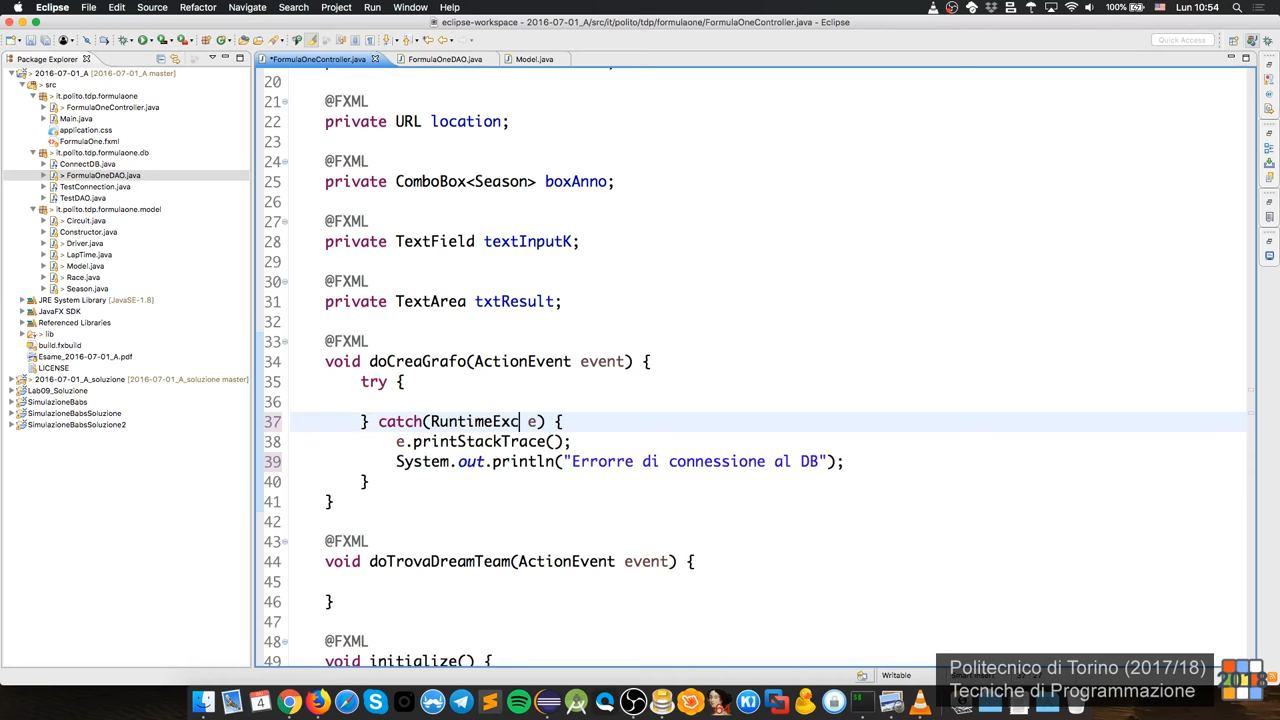 Eclipse File Edit Source Refactor Navigate Search Project Run Window Help 100% Lun 10:54
eclipse-workspace - 2016-07-01_A/src/it/polito/tdp/formulaone/FormulaOneController.java - Eclipse
Quick Access
Package Explorer
*FormulaOneController.java FormulaOneDAO.java Model.java
> 2016-07-01_A [2016-07-01_A master]
> src
> it.polito.tdp.formulaone
> FormulaOneController.java
> Main.java
application.css
FormulaOne.fxml
> it.polito.tdp.formulaone.db
ConnectDB.java
> FormulaOneDAO.java
TestConnection.java
TestDAO.java
> it.polito.tdp.formulaone.model
> Circuit.java
> Constructor.java
> Driver.java
> LapTime.java
> Model.java
> Race.java
> Season.java
JRE System Library [JavaSE-1.8]
JavaFX SDK
Referenced Libraries
> lib
build.fxbuild
Esame_2016-07-01_A.pdf
LICENSE
> 2016-07-01_A_soluzione [2016-07-01_A_soluzione master]
Lab09_Soluzione
SimulazioneBabs
SimulazioneBabsSoluzione
SimulazioneBabsSoluzione2
20
21 @FXML
22 private URL location;
23
24 @FXML
25 private ComboBox<Season> boxAnno;
26
27 @FXML
28 private TextField textInputK;
29
30 @FXML
31 private TextArea txtResult;
32
33 @FXML
34 void doCreaGrafo(ActionEvent event) {
35 try {
36
37 } catch(RuntimeExc e) {
38 e.printStackTrace();
39 System.out.println("Errorre di connessione al DB");
40 }
41 }
42
43 @FXML
44 void doTrovaDreamTeam(ActionEvent event) {
45
46 }
47
48 @FXML
49 void initialize() {
Writable
Politecnico di Torino (2017/18)
Tecniche di Programmazione
2018